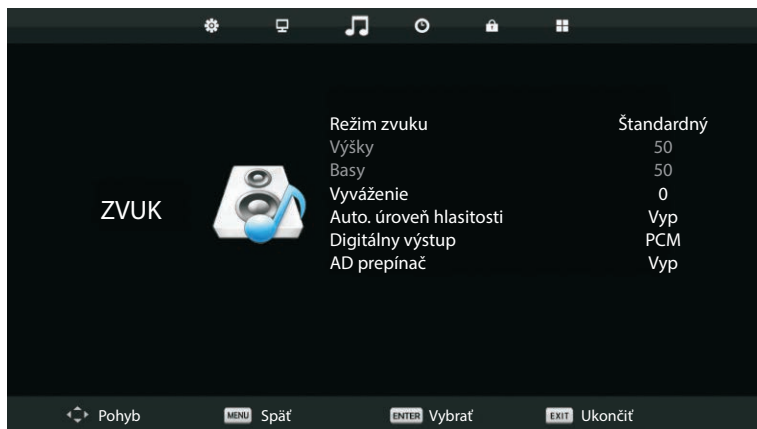 Režim zvuku Štandardný
Výšky 50
Basy 50
Vyváženie 0
Auto. úroveň hlasitosti Vyp
Digitálny výstup PCM
AD prepínač Vyp
ZVUK
Pohyb MENU Späť ENTER Vybrať EXIT Ukončiť